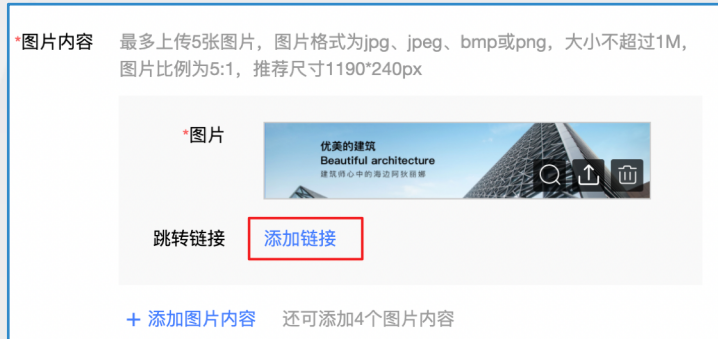 *图片内容 最多上传5张图片，图片格式为jpg、jpeg、bmp或png，大小不超过1M，
图片比例为5:1，推荐尺寸1190*240px
*图片
优美的建筑
Beautiful architecture
建筑师心中的海边阿狄丽娜
跳转链接 添加链接
+ 添加图片内容 还可添加4个图片内容